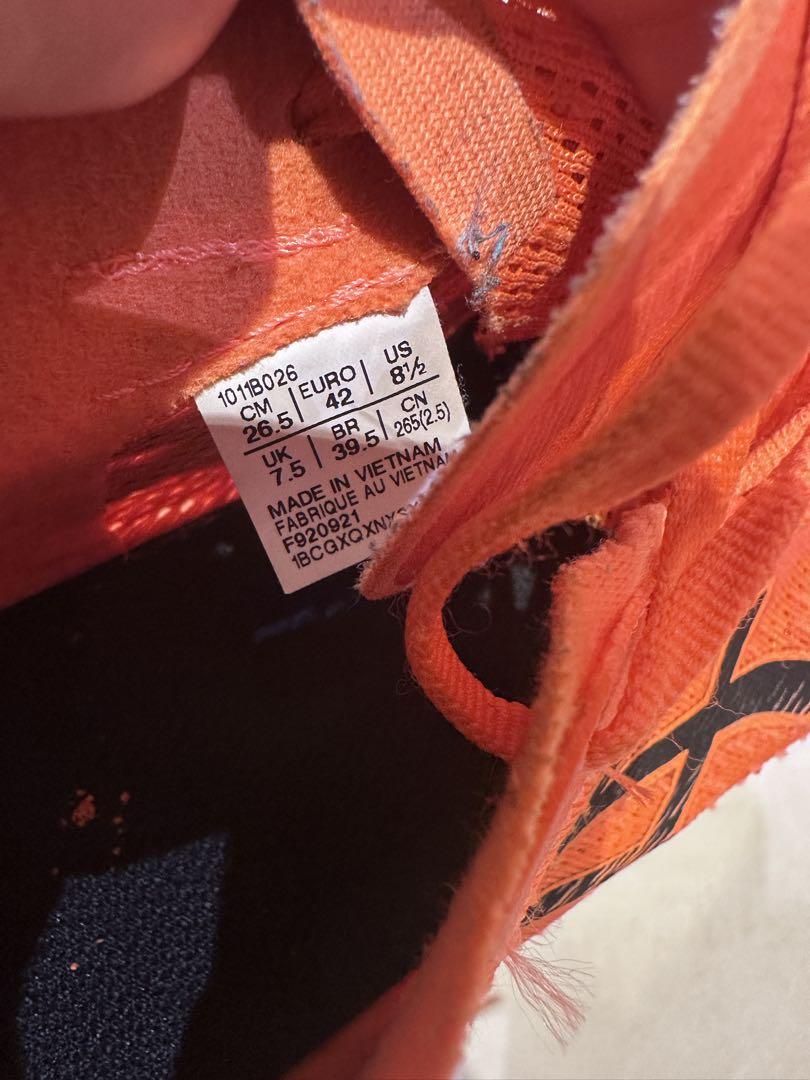 1011B026
CM | EURO | US
26.5 | 42 | 8½
UK | BR | CN
7.5 | 39.5 | 265(2.5)
MADE IN VIETNAM
FABRIQUE AU VIETNAM
F920921